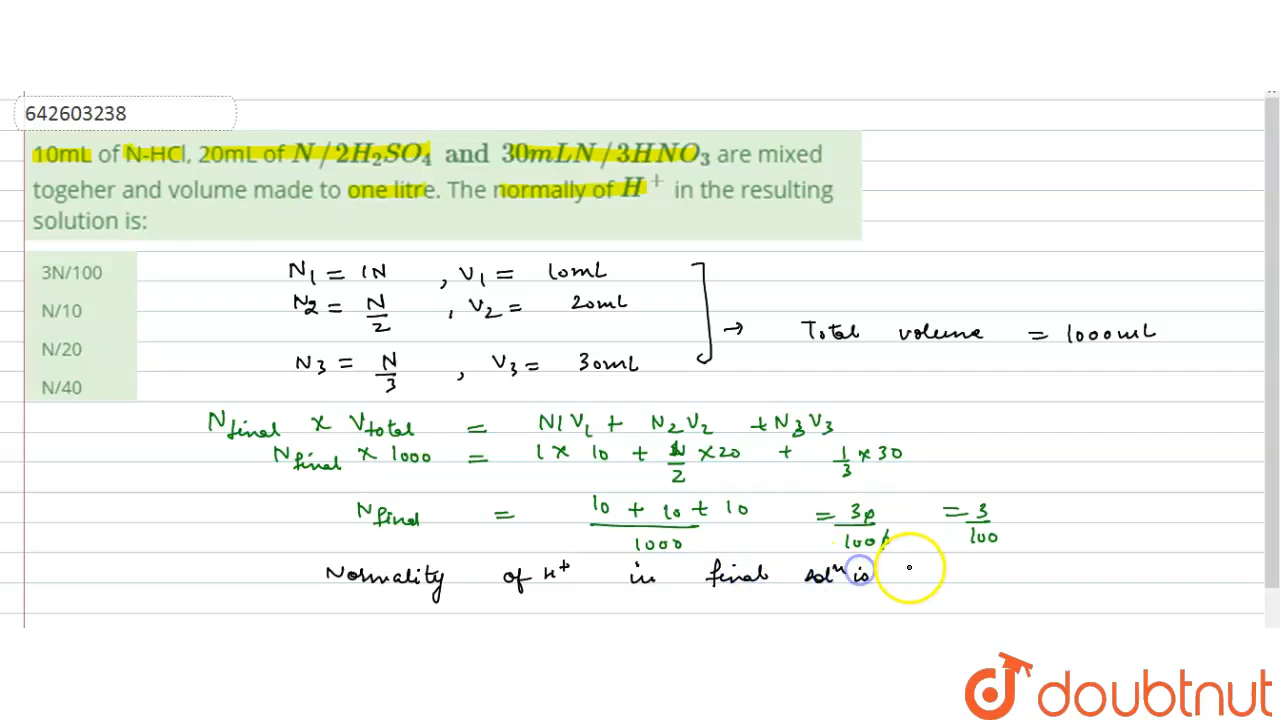 642603238
10mL of N-HCl, 20mL of N/2H₂SO₄ and 30mLN/3HNO₃ are mixed
togeher and volume made to one litre. The normally of H⁺ in the resulting
solution is:
3N/100
N/10
N/20
N/40
N₁ = 1N , V₁ = 10mL
N₂ = N/2 , V₂ = 20mL
N₃ = N/3 , V₃ = 30mL
→ Total volume = 1000mL
Nfinal x Vtotal = N1V₁ + N₂V₂ + N₃V₃
Nfinal x 1000 = 1 x 10 + 1/2 x 20 + 1/3 x 30
Nfinal = 10 + 10 + 10 / 1000 = 30/1000 = 3/100
Normality of H⁺ in final solⁿ is
doubtnut